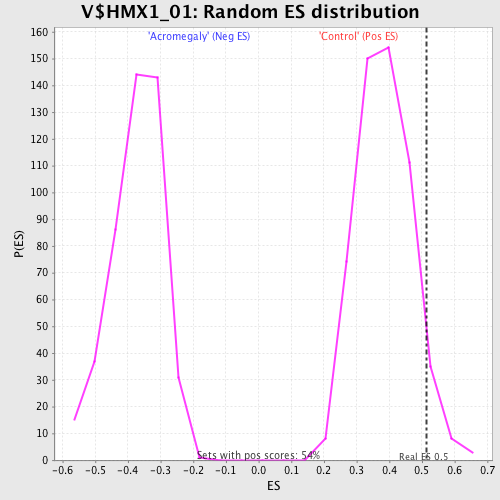 V$HMX1_01: Random ES distribution
'Acromegaly' (Neg ES) 'Control' (Pos ES)
P(ES)
160
150
140
130
120
110
100
90
80
70
60
50
40
30
20
10
0
Sets with pos scores: 54%
Real ES 0.5
-0.6 -0.5 -0.4 -0.3 -0.2 -0.1 0.0 0.1 0.2 0.3 0.4 0.5 0.6 0.7
ES